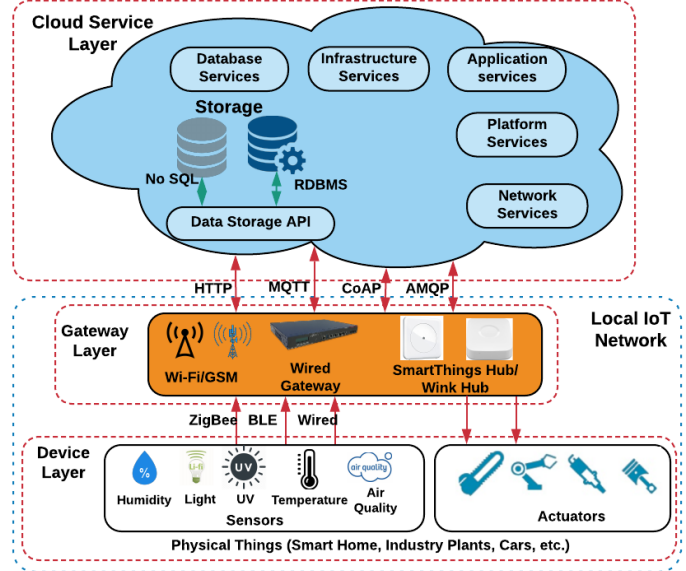 Cloud Service
Layer
Database
Services
Infrastructure
Services
Application
services
Storage
Platform
Services
No SQL
RDBMS
Network
Services
Data Storage API
HTTP
MQTT
CoAP
AMQP
Gateway
Layer
Local IoT
Network
Wi-Fi/GSM
Wired
Gateway
SmartThings Hub/
Wink Hub
ZigBee
BLE
Wired
Device
Layer
%
Li-fi
UV
air quality
Humidity
Light
UV
Temperature
Air
Quality
Sensors
Actuators
Physical Things (Smart Home, Industry Plants, Cars, etc.)